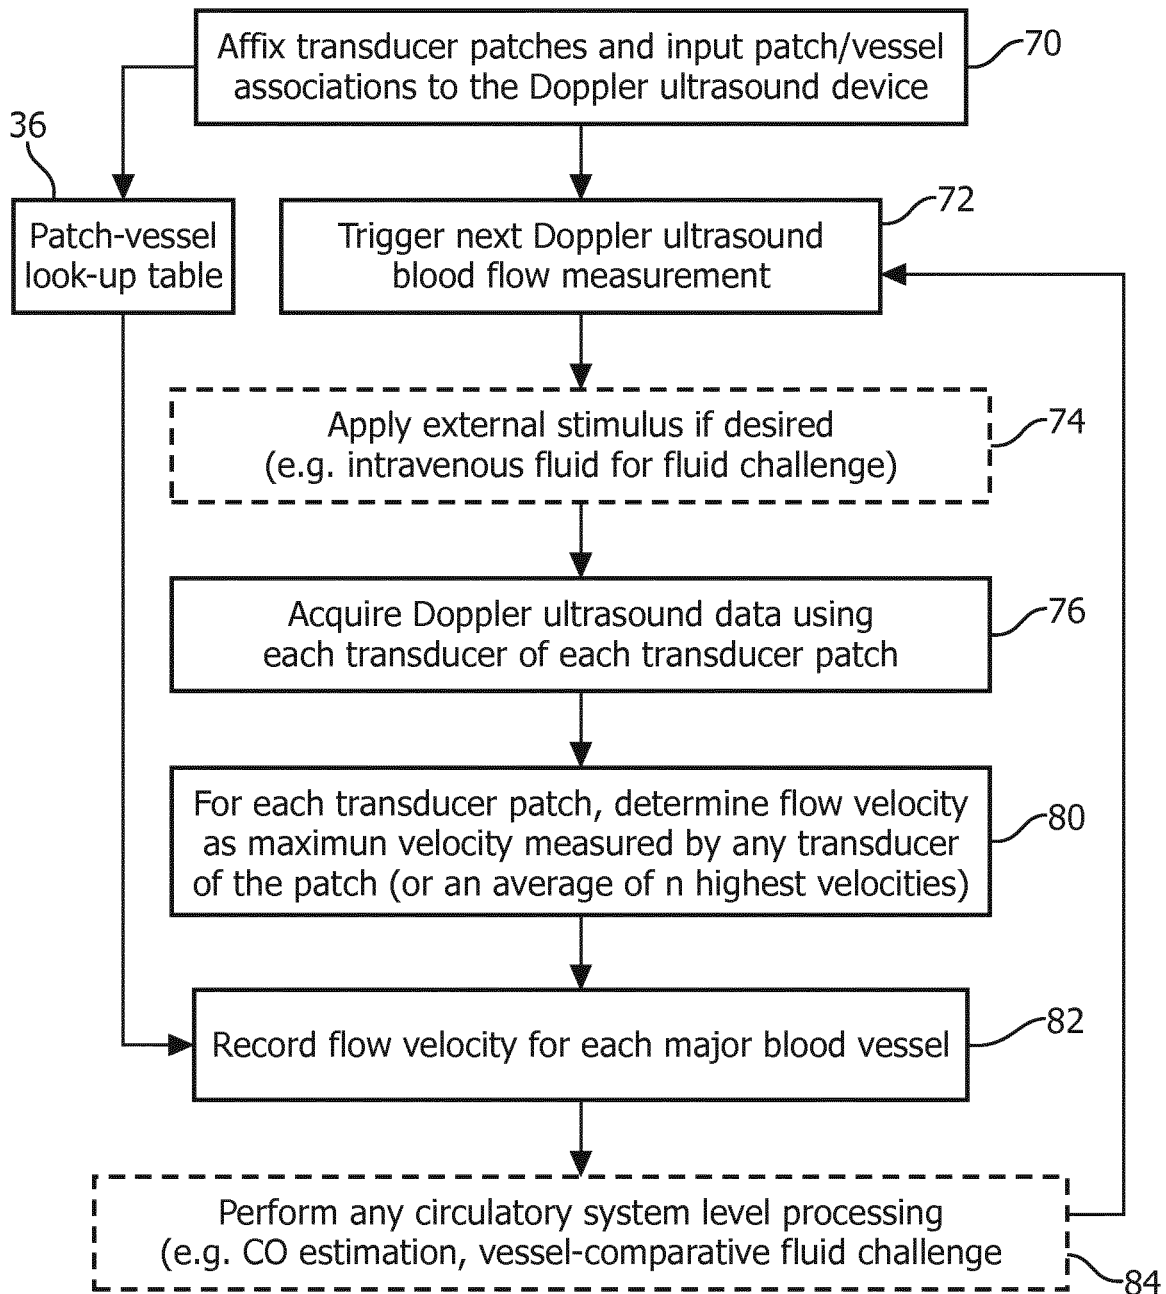 Affix transducer patches and input patch/vessel
associations to the Doppler ultrasound device
70
36
Patch-vessel
look-up table
72
Trigger next Doppler ultrasound
blood flow measurement
Apply external stimulus if desired
(e.g. intravenous fluid for fluid challenge)
74
Acquire Doppler ultrasound data using
each transducer of each transducer patch
76
For each transducer patch, determine flow velocity
as maximun velocity measured by any transducer
of the patch (or an average of n highest velocities)
80
Record flow velocity for each major blood vessel
82
Perform any circulatory system level processing
(e.g. CO estimation, vessel-comparative fluid challenge
84